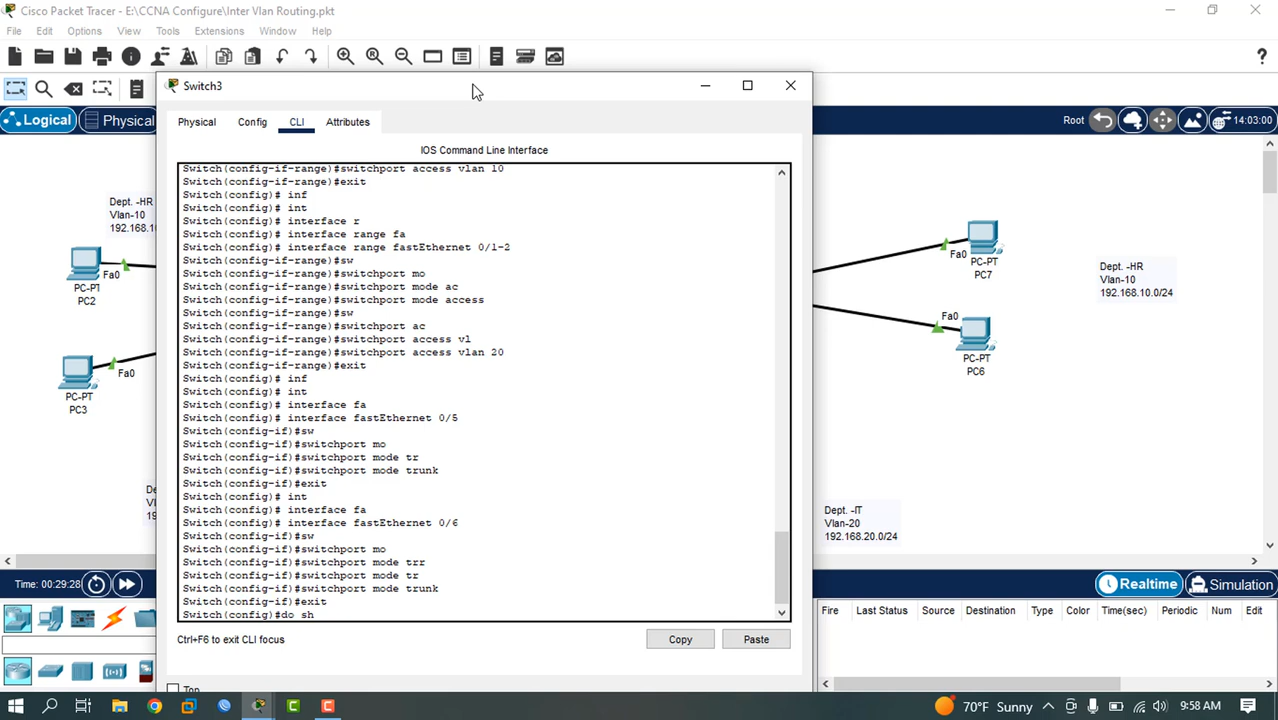 Cisco Packet Tracer - E:\CCNA Configure\Inter Vlan Routing.pkt
File Edit Options View Tools Extensions Window Help
Switch3
Logical Physical
Root 14:03:00
Physical Config CLI Attributes
IOS Command Line Interface
Switch(config-if-range)#switchport access vlan 10
Switch(config-if-range)#exit
Switch(config)# inf
Switch(config)# int
Switch(config)# interface r
Switch(config)# interface range fa
Switch(config)# interface range fastEthernet 0/1-2
Switch(config-if-range)#sw
Switch(config-if-range)#switchport mo
Switch(config-if-range)#switchport mode ac
Switch(config-if-range)#switchport mode access
Switch(config-if-range)#sw
Switch(config-if-range)#switchport ac
Switch(config-if-range)#switchport access vl
Switch(config-if-range)#switchport access vlan 20
Switch(config-if-range)#exit
Switch(config)# inf
Switch(config)# int
Switch(config)# interface fa
Switch(config)# interface fastEthernet 0/5
Switch(config-if)#sw
Switch(config-if)#switchport mo
Switch(config-if)#switchport mode tr
Switch(config-if)#switchport mode trunk
Switch(config-if)#exit
Switch(config)# int
Switch(config)# interface fa
Switch(config)# interface fastEthernet 0/6
Switch(config-if)#sw
Switch(config-if)#switchport mo
Switch(config-if)#switchport mode trr
Switch(config-if)#switchport mode tr
Switch(config-if)#switchport mode trunk
Switch(config-if)#exit
Switch(config)#do sh
Ctrl+F6 to exit CLI focus
Copy Paste
Top
Dept. -HR
Vlan-10
192.168.10
Fa0
PC-PT
PC2
Fa0
PC-PT
PC3
Fa0
PC-PT
PC7
Fa0
PC-PT
PC6
Dept. -HR
Vlan-10
192.168.10.0/24
Dept. -IT
Vlan-20
192.168.20.0/24
Time: 00:29:28
Realtime Simulation
Fire Last Status Source Destination Type Color Time(sec) Periodic Num Edit
70°F Sunny 9:58 AM